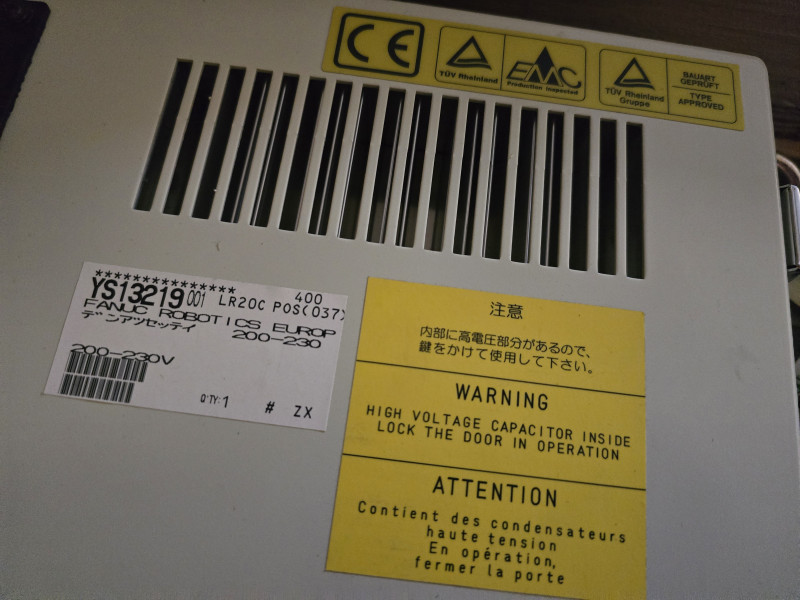 CE
TÜV Rheinland
EMC
Production inspected
TÜV Rheinland
Gruppe
BAUART
GEPRÜFT
TYPE
APPROVED
***************
YS13219 001 LR20C POS(037)
400
FANUC ROBOTICS EUROP
デンアツセッテイ 200-230
200-230V
Q'TY:1 # ZX
注意
内部に高電圧部分があるので、
鍵をかけて使用して下さい。
WARNING
HIGH VOLTAGE CAPACITOR INSIDE
LOCK THE DOOR IN OPERATION
ATTENTION
Contient des condensateurs
haute tension
En opération,
fermer la porte